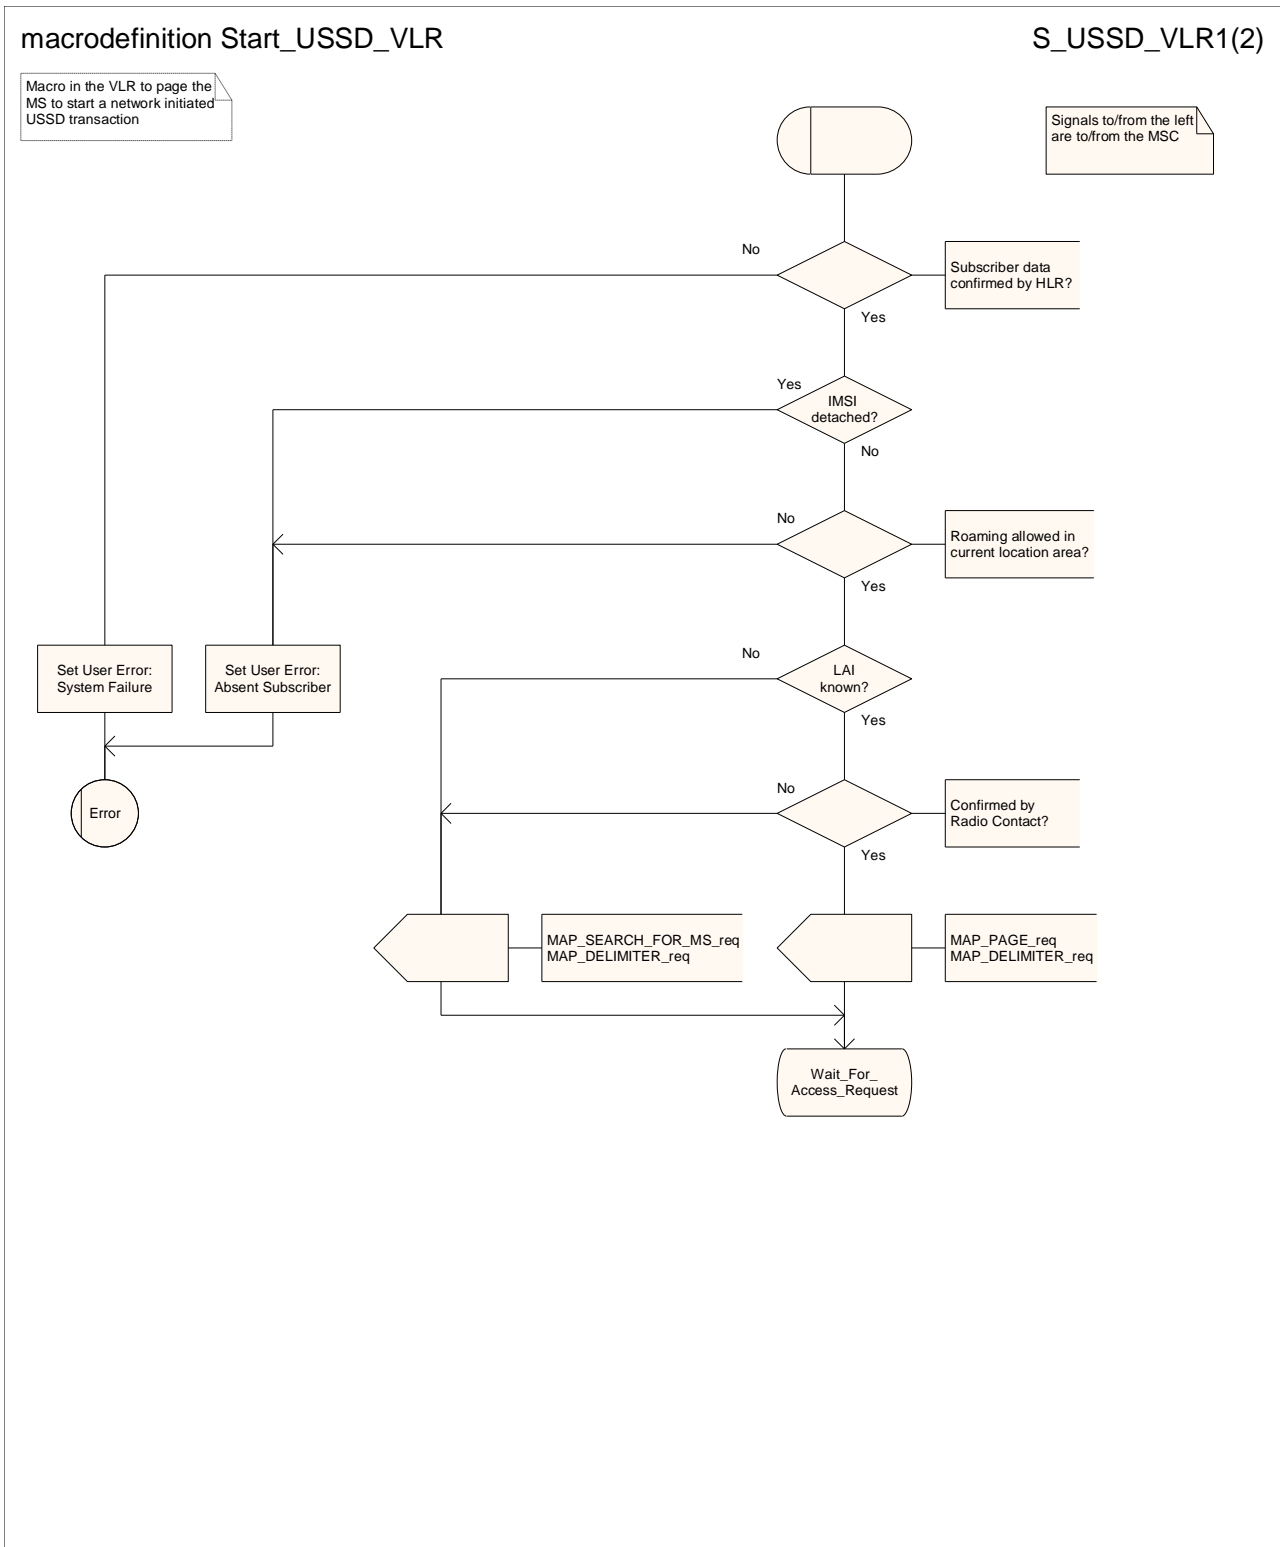 macrodefinition Start_USSD_VLR
S_USSD_VLR1(2)
Macro in the VLR to page the
MS to start a network initiated
USSD transaction
Signals to/from the left
are to/from the MSC
No
Subscriber data
confirmed by HLR?
Yes
Yes
IMSI
detached?
No
No
Roaming allowed in
current location area?
Yes
Set User Error:
System Failure
Set User Error:
Absent Subscriber
No
LAI
known?
Yes
No
Confirmed by
Radio Contact?
Error
Yes
MAP_SEARCH_FOR_MS_req
MAP_DELIMITER_req
MAP_PAGE_req
MAP_DELIMITER_req
Wait_For_
Access_Request